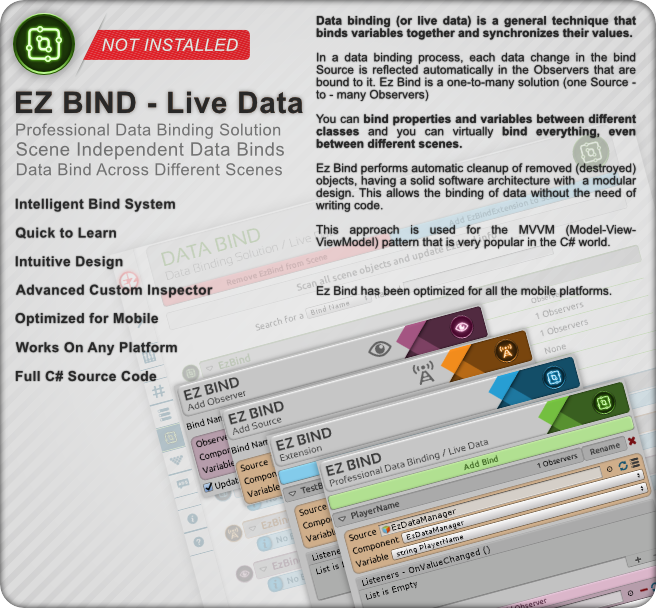 NOT INSTALLED
EZ BIND - Live Data
Professional Data Binding Solution
Scene Independent Data Binds
Data Bind Across Different Scenes
Intelligent Bind System
Quick to Learn
Intuitive Design
Advanced Custom Inspector
Optimized for Mobile
Works On Any Platform
Full C# Source Code
Data binding (or live data) is a general technique that
binds variables together and synchronizes their values.
In a data binding process, each data change in the bind
Source is reflected automatically in the Observers that are
bound to it. Ez Bind is a one-to-many solution (one Source -
to - many Observers)
You can bind properties and variables between different
classes and you can virtually bind everything, even
between different scenes.
Ez Bind performs automatic cleanup of removed (destroyed)
objects, having a solid software architecture with a modular
design. This allows the binding of data without the need of
writing code.
This approach is used for the MVVM (Model-View-
ViewModel) pattern that is very popular in the C# world.
Ez Bind has been optimized for all the mobile platforms.
DATA BIND
Data Binding Solution / Live
Remove EzBind from Scene
Add EzBindExtension to
Scan all scene objects and update
Search for a
Bind Name
1 Observers
1 Observers
None
EzBind
EZ BIND
Add Observer
Bind Nam
Observe
Compo
Variable
Updat
EZ BIND
Add Source
Bind Nam
Source
Compo
Variable
EZ BIND
Extension
TestB
Source
Compo
Variable
Listene
List is
EZ BIND
Professional Data Binding / Live Data
Add Bind
1 Observers
Rename
PlayerName
Source
EzDataManager
Component
EzDataManager
Variable
string PlayerName
Listeners - OnValueChanged ()
List is Empty
Observer